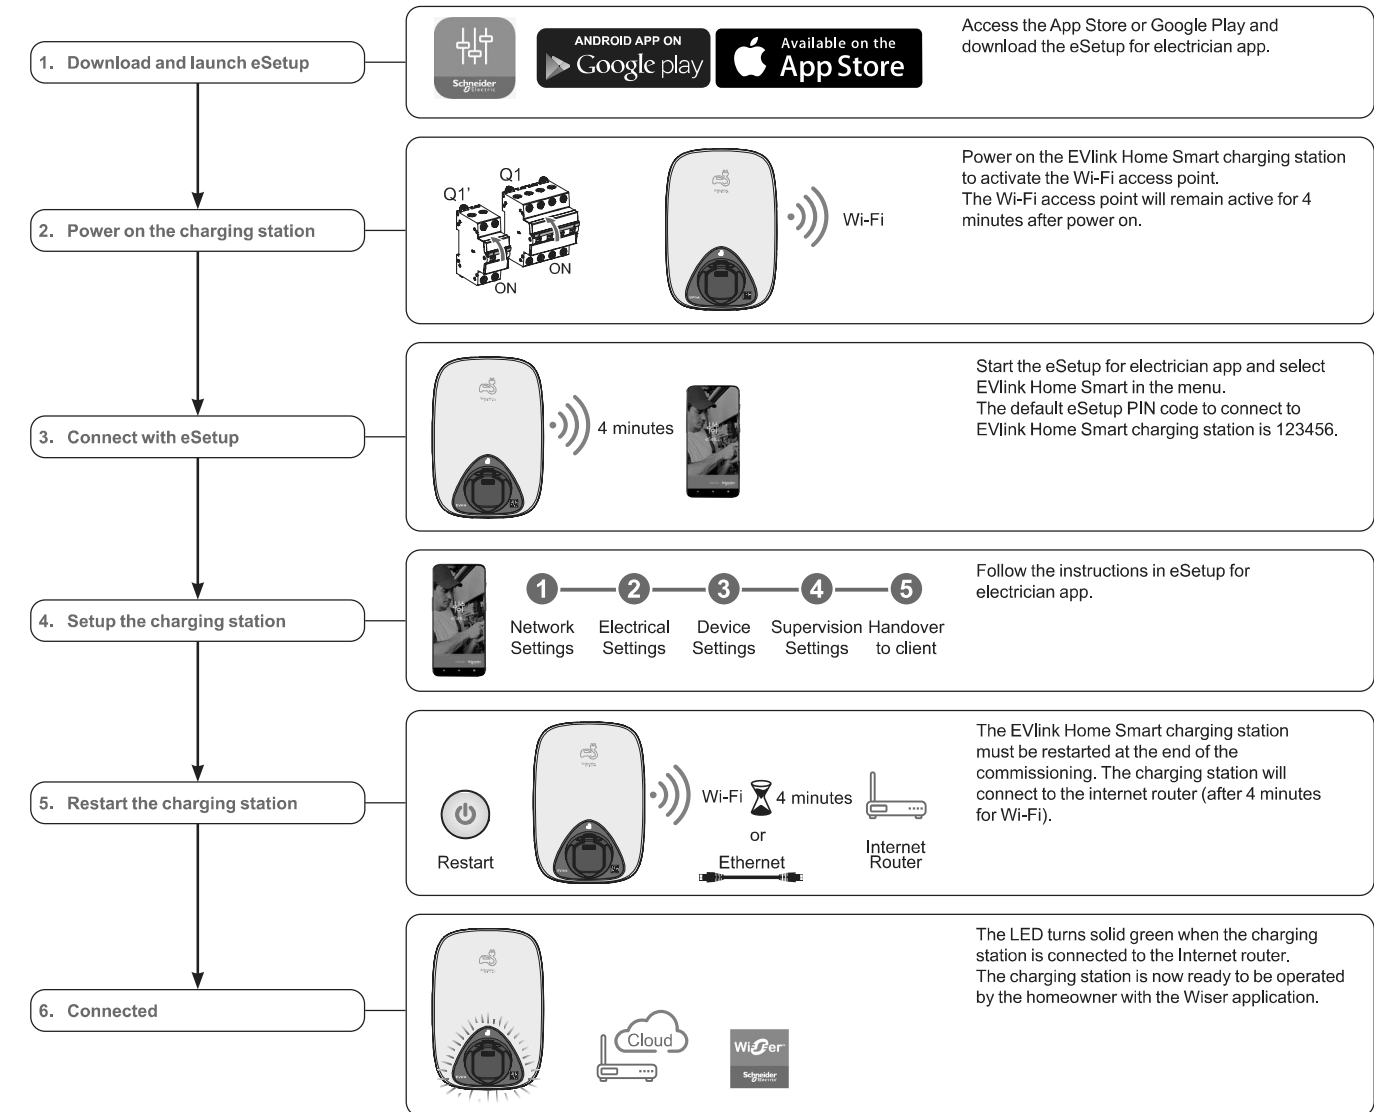 1. Download and launch eSetup
Schneider
Electric
ANDROID APP ON
Google play
Available on the
App Store
Access the App Store or Google Play and
download the eSetup for electrician app.
2. Power on the charging station
Q1'
Q1
ON
ON
Wi-Fi
Power on the EVlink Home Smart charging station
to activate the Wi-Fi access point.
The Wi-Fi access point will remain active for 4
minutes after power on.
3. Connect with eSetup
4 minutes
Start the eSetup for electrician app and select
EVlink Home Smart in the menu.
The default eSetup PIN code to connect to
EVlink Home Smart charging station is 123456.
4. Setup the charging station
1 2 3 4 5
Network Electrical Device Supervision Handover
Settings Settings Settings Settings to client
Follow the instructions in eSetup for
electrician app.
5. Restart the charging station
Restart
Wi-Fi 4 minutes
or
Ethernet
Internet
Router
The EVlink Home Smart charging station
must be restarted at the end of the
commissioning. The charging station will
connect to the internet router (after 4 minutes
for Wi-Fi).
6. Connected
Cloud
Wiser
Schneider
Electric
The LED turns solid green when the charging
station is connected to the Internet router.
The charging station is now ready to be operated
by the homeowner with the Wiser application.